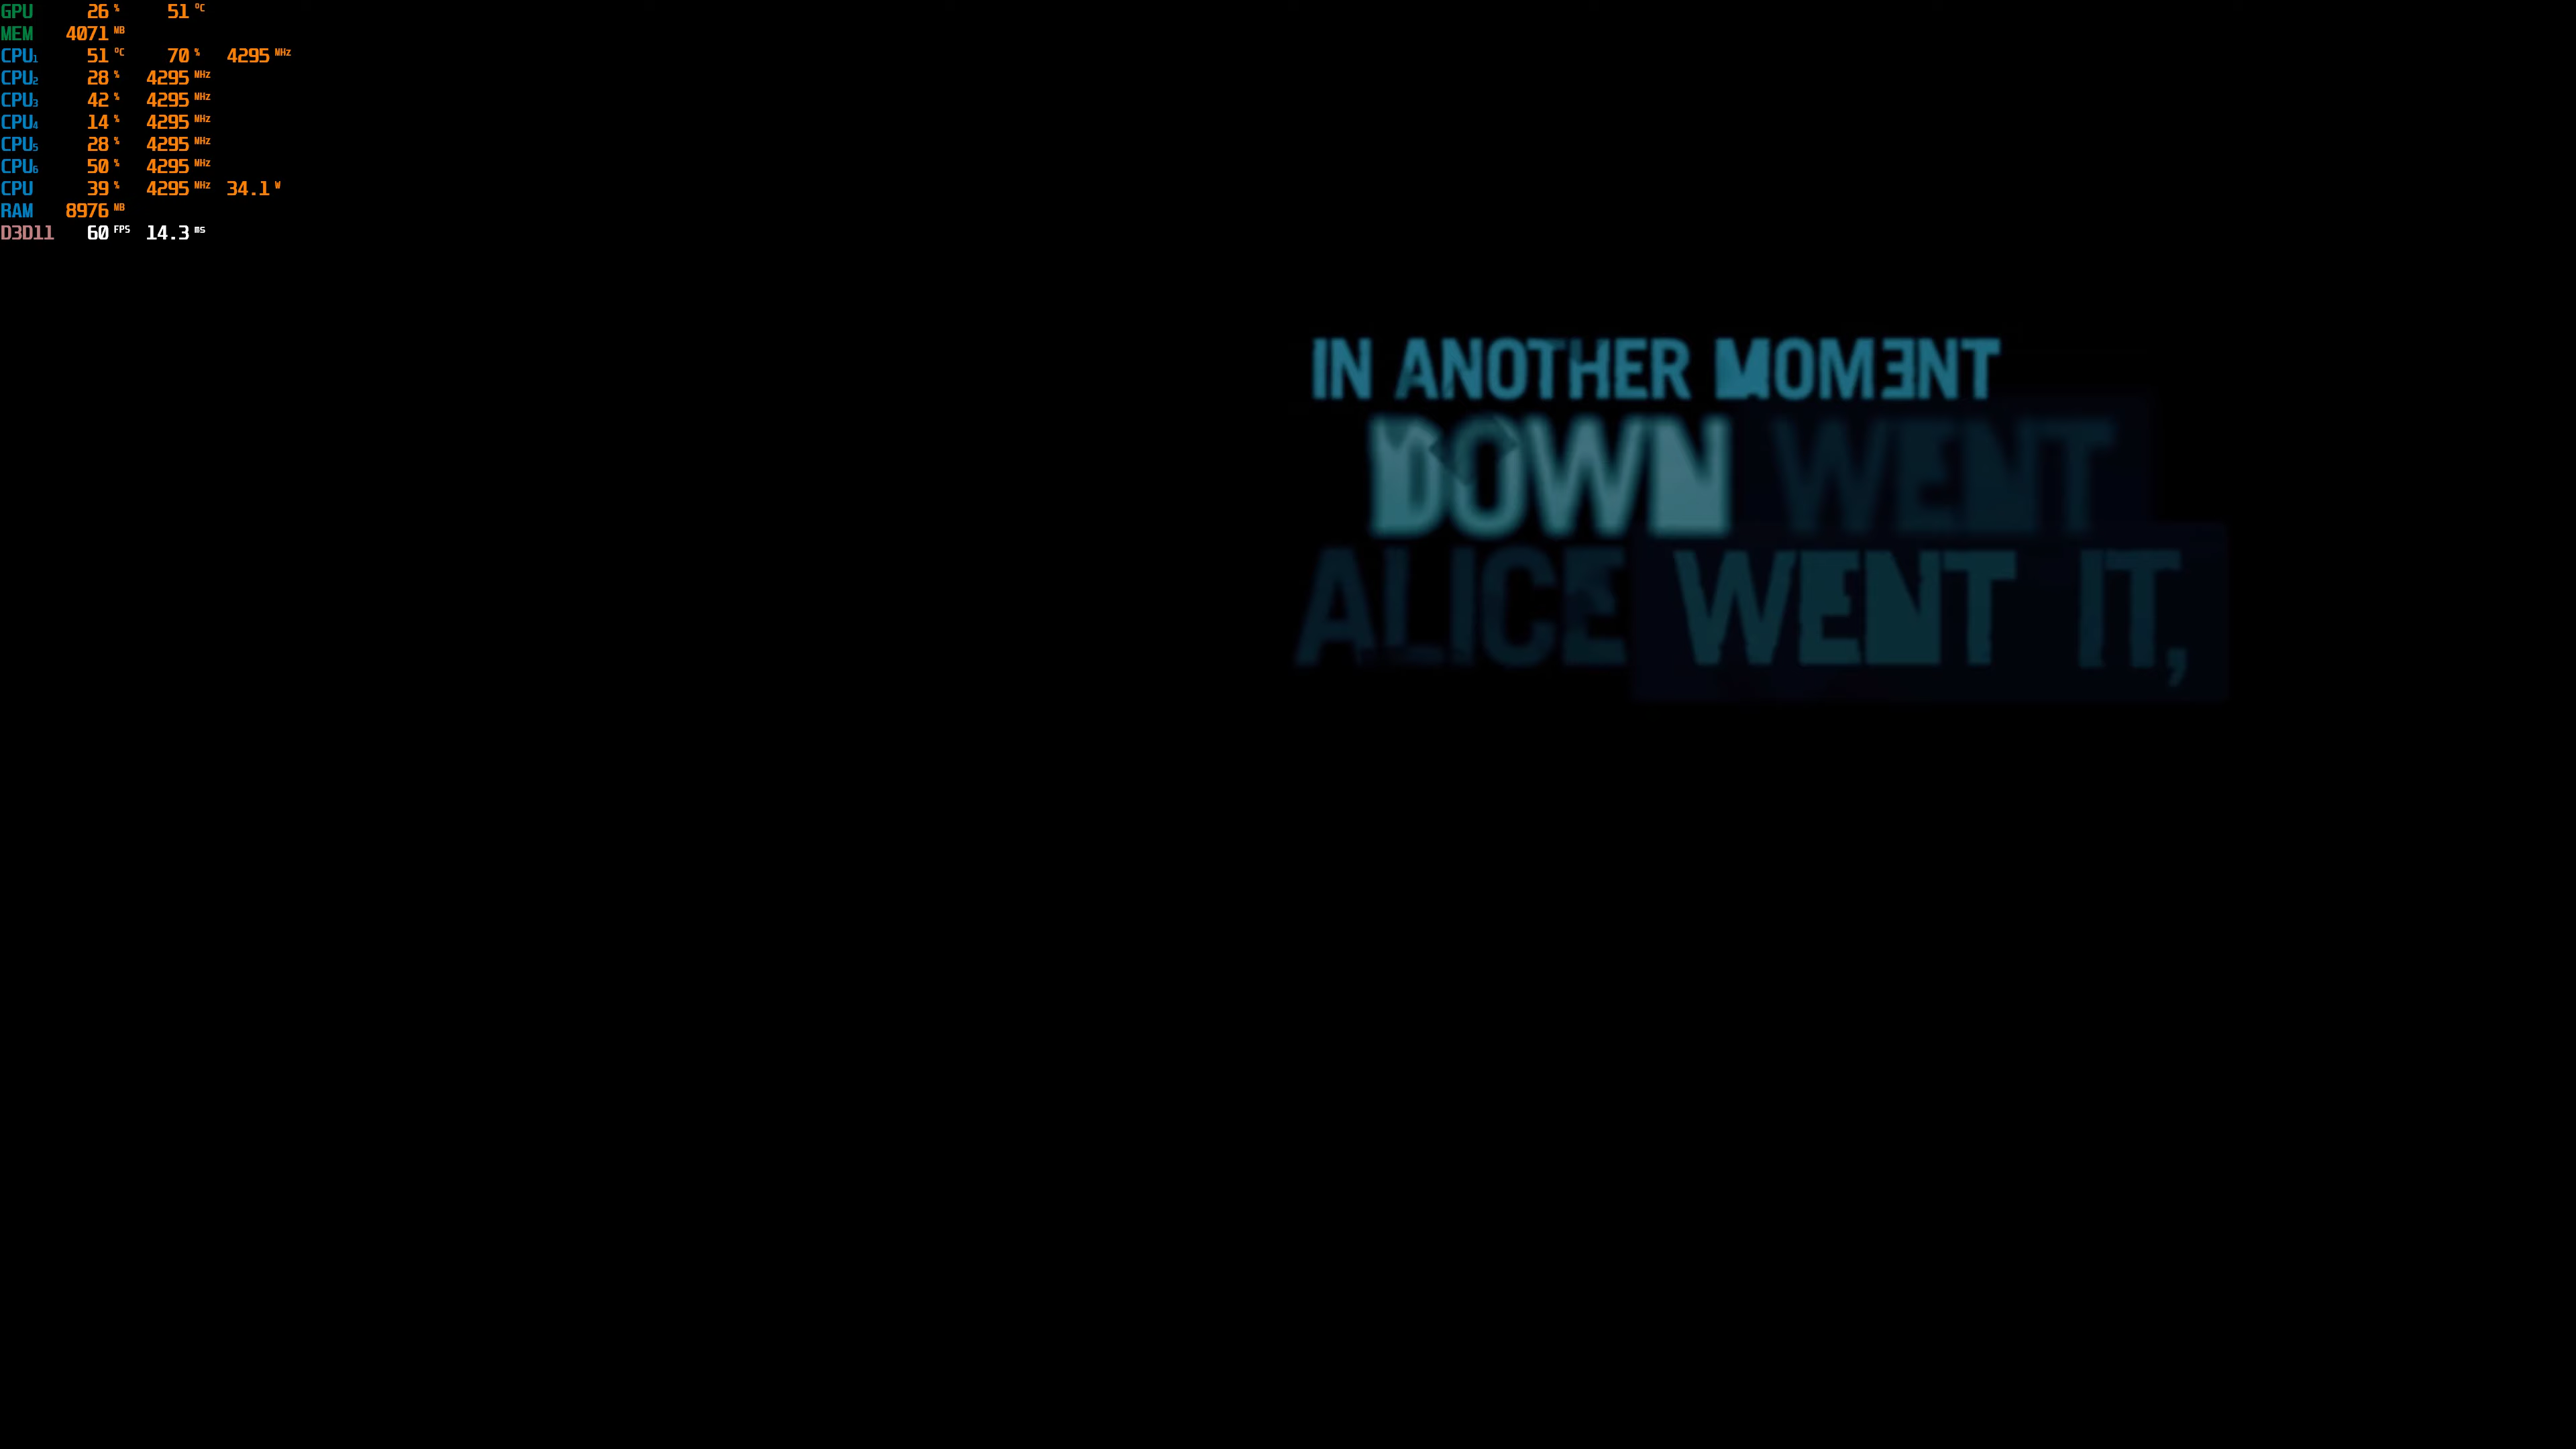 GPU 26 % 51 °C
MEM 4071 MB
CPU1 51 °C 70 % 4295 MHz
CPU2 28 % 4295 MHz
CPU3 42 % 4295 MHz
CPU4 14 % 4295 MHz
CPU5 28 % 4295 MHz
CPU6 50 % 4295 MHz
CPU 39 % 4295 MHz 34.1 W
RAM 8976 MB
D3D11 60 FPS 14.3 ms
IN ANOTHER MOMENT
DOWN WENT
ALICE WENT IT,